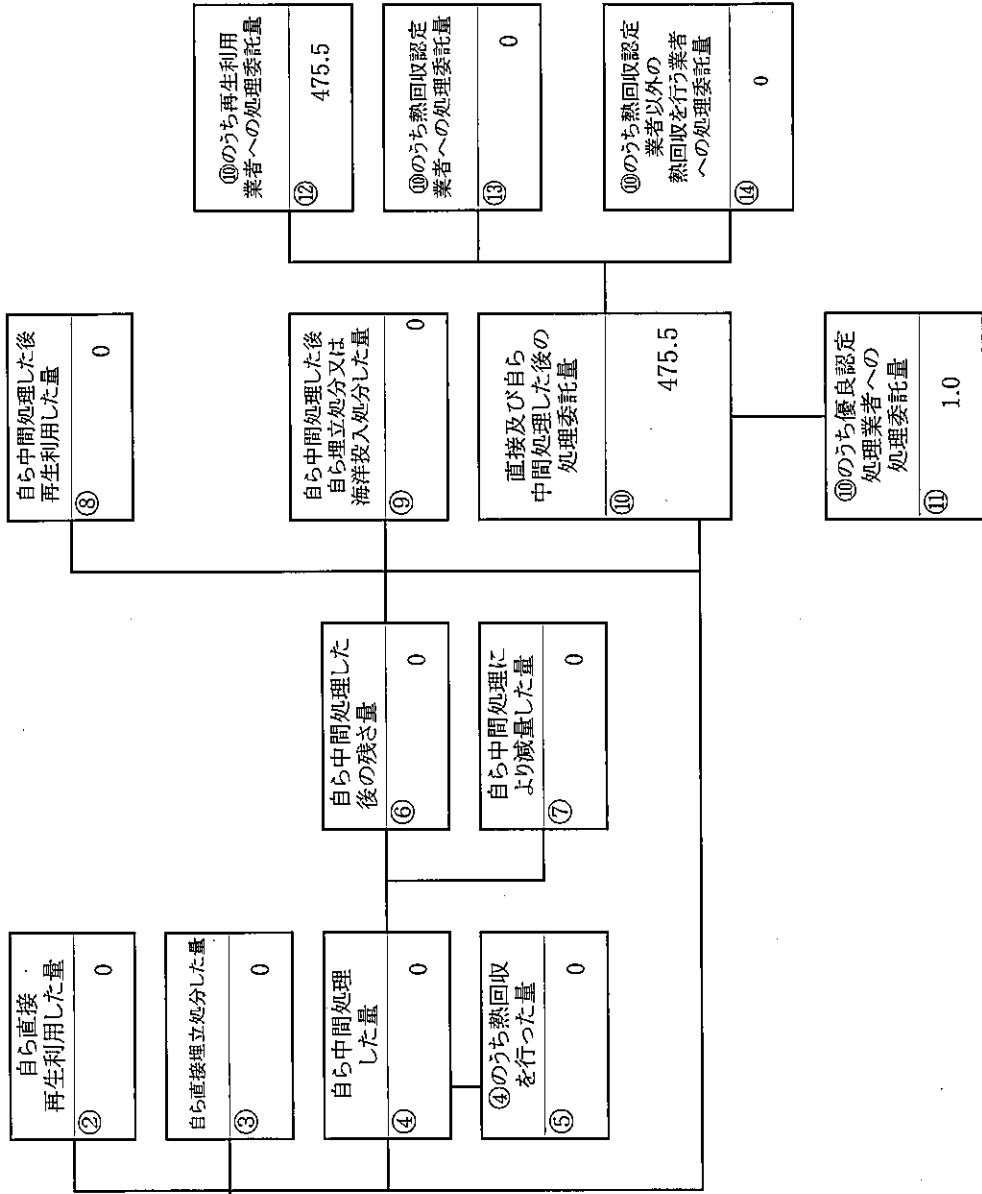 自ら直接
再生利用した量
②
0
自ら直接埋立処分した量
③
0
自ら中間処理
した量
④
0
④のうち熱回収
を行った量
⑤
0
自ら中間処理した
後の残さ量
⑥
0
自ら中間処理に
より減量した量
⑦
0
自ら中間処理した後
再生利用した量
⑧
0
自ら中間処理した後
自ら埋立処分又は
海洋投入処分した量
⑨
0
直接及び自ら
中間処理した後の
処理委託量
⑩
475.5
⑩のうち優良認定
処理業者への
処理委託量
⑪
1.0
⑩のうち再生利用
業者への処理委託量
⑫
475.5
⑩のうち熱回収認定
業者への処理委託量
⑬
0
⑩のうち熱回収認定
業者以外の
熱回収を行う業者
への処理委託量
⑭
0